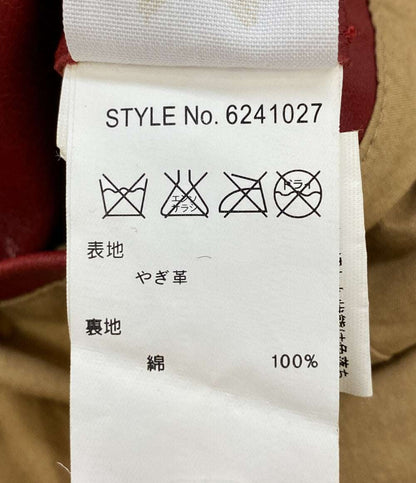 STYLE No. 6241027
エンソ
サラシ
ドライ
表地
やぎ革
裏地
綿 100%